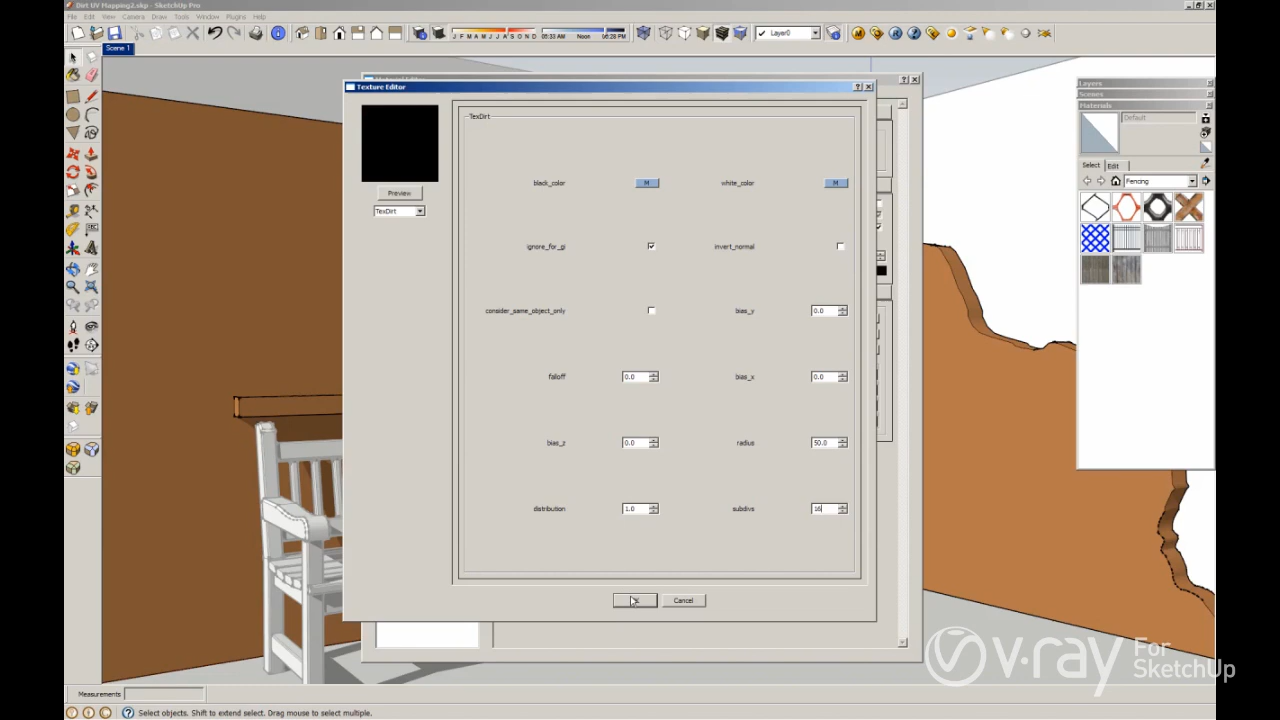 Dirt UV Mapping2.skp - SketchUp Pro
File Edit View Camera Draw Tools Window Plugins Help
J F M A M J J A S O N D 05:33 AM Noon 06:28 PM
Layer0
Scene 1
Texture Editor
Layers
Scenes
Materials
Default
Select Edit
Fencing
Preview
TexDirt
TexDirt
black_color M white_color M
ignore_for_gi invert_normal
consider_same_object_only bias_y 0.0
falloff 0.0 bias_x 0.0
bias_z 0.0 radius 50.0
distribution 1.0 subdivs 16
Cancel
v·ray For SketchUp
Measurements
Select objects. Shift to extend select. Drag mouse to select multiple.